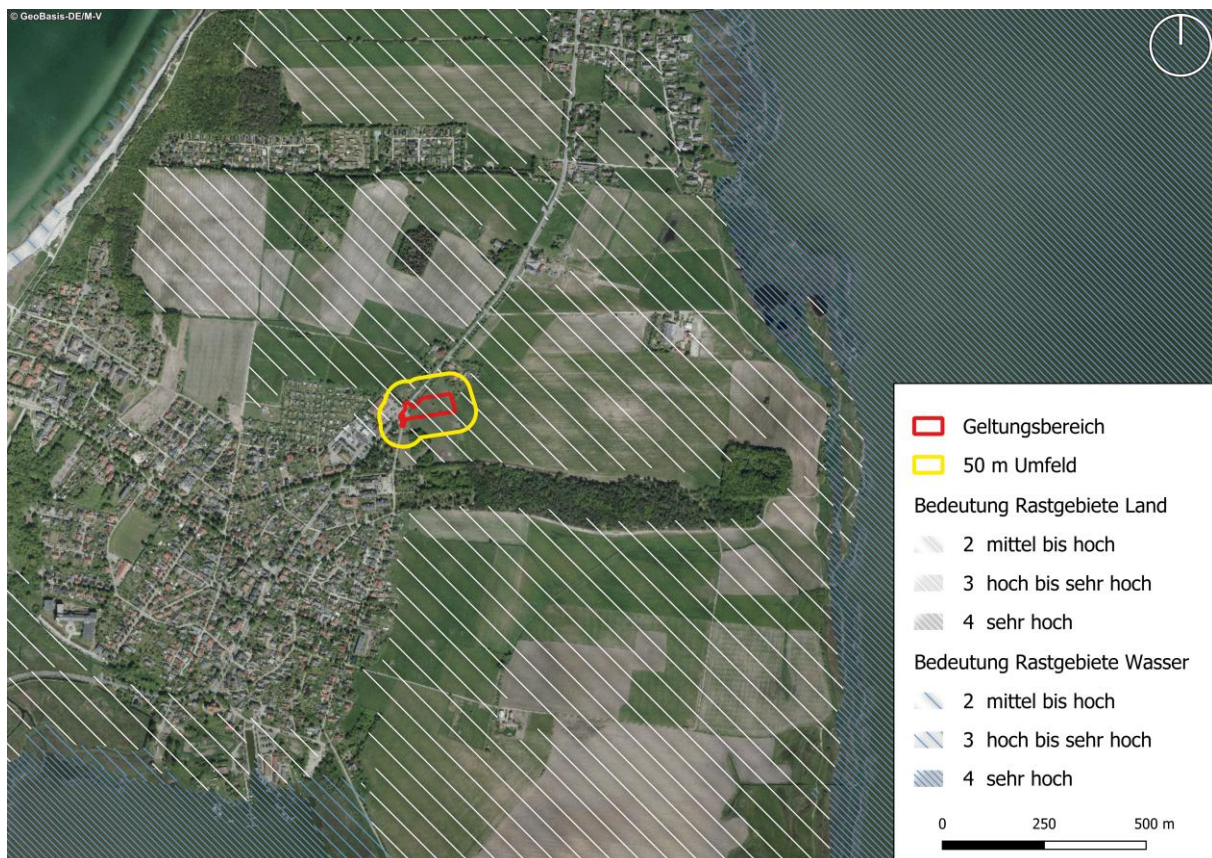 © GeoBasis-DE/M-V
Geltungsbereich
50 m Umfeld
Bedeutung Rastgebiete Land
2 mittel bis hoch
3 hoch bis sehr hoch
4 sehr hoch
Bedeutung Rastgebiete Wasser
2 mittel bis hoch
3 hoch bis sehr hoch
4 sehr hoch
0 250 500 m